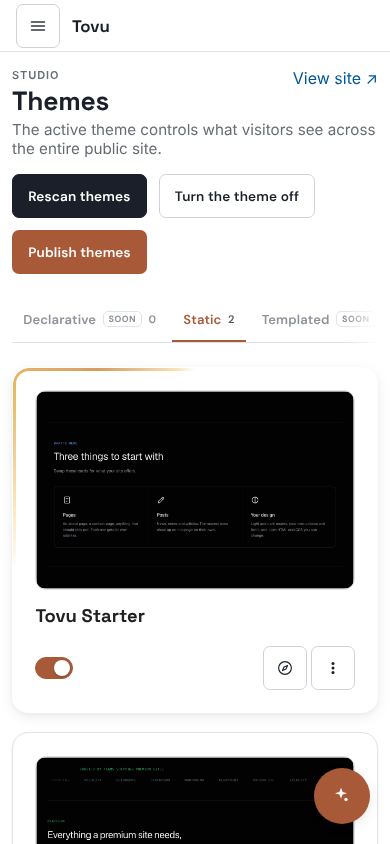 Tovu
STUDIO
View site ↗
Themes
The active theme controls what visitors see across
the entire public site.
Rescan themes
Turn the theme off
Publish themes
Declarative SOON 0
Static 2
Templated SOON
Three things to start with
Pages
Posts
Your design
Tovu Starter
Everything a premium site needs,